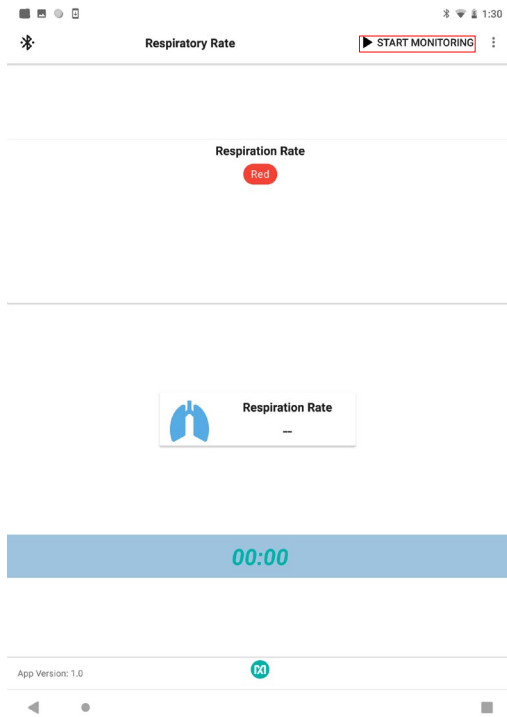 1:30
Respiratory Rate
START MONITORING
Respiration Rate
Red
Respiration Rate
--
00:00
App Version: 1.0